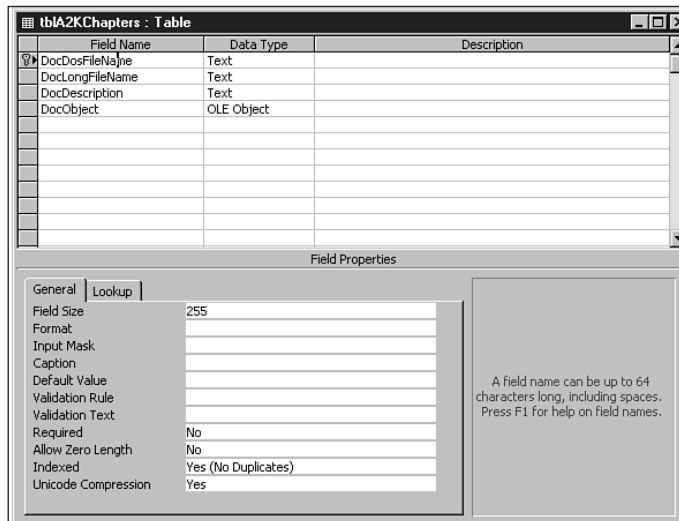 tblA2KChapters : Table
Field Name Data Type Description
DocDosFileName Text
DocLongFileName Text
DocDescription Text
DocObject OLE Object
Field Properties
General Lookup
Field Size 255
Format
Input Mask
Caption
Default Value
Validation Rule
Validation Text
Required No
Allow Zero Length No
Indexed Yes (No Duplicates)
Unicode Compression Yes
A field name can be up to 64
characters long, including spaces.
Press F1 for help on field names.